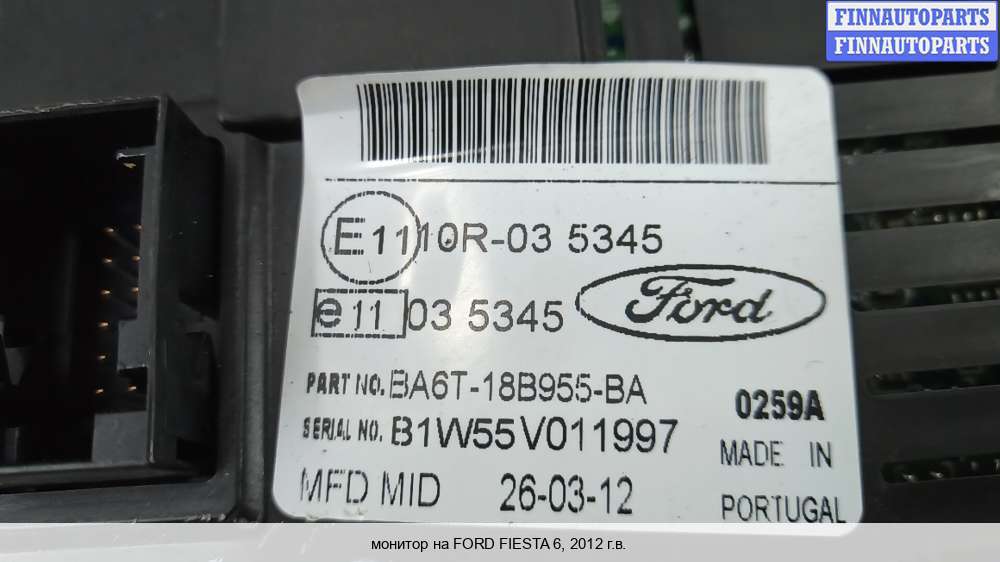 FINNAUTOPARTS
FINNAUTOPARTS
E11 10R-03 5345
e11 03 5345
Ford
PART NO. BA6T-18B955-BA
0259A
SERIAL NO. B1W55V011997
MADE IN
MFD MID 26-03-12
PORTUGAL
монитор на FORD FIESTA 6, 2012 г.в.